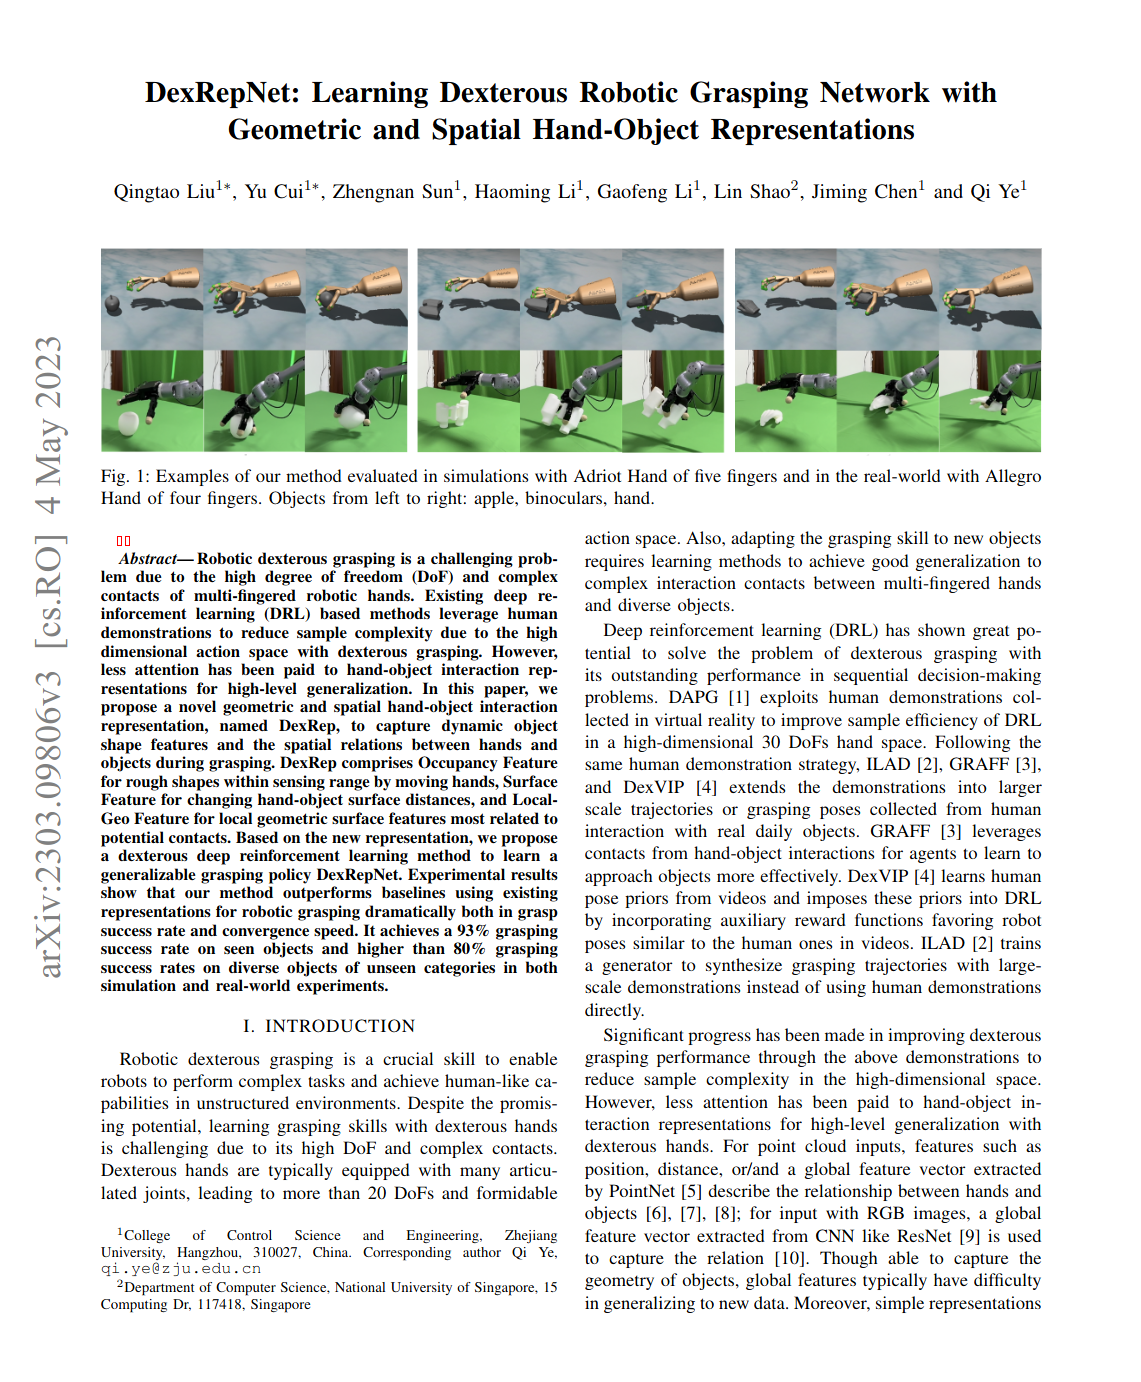 DexRepNet: Learning Dexterous Robotic Grasping Network with
Geometric and Spatial Hand-Object Representations
Qingtao Liu1*, Yu Cui1*, Zhengnan Sun1, Haoming Li1, Gaofeng Li1, Lin Shao2, Jiming Chen1 and Qi Ye1
Fig. 1: Examples of our method evaluated in simulations with Adriot Hand of five fingers and in the real-world with Allegro
Hand of four fingers. Objects from left to right: apple, binoculars, hand.
arXiv:2303.09806v3 [cs.RO] 4 May 2023
Abstract— Robotic dexterous grasping is a challenging prob-
lem due to the high degree of freedom (DoF) and complex
contacts of multi-fingered robotic hands. Existing deep re-
inforcement learning (DRL) based methods leverage human
demonstrations to reduce sample complexity due to the high
dimensional action space with dexterous grasping. However,
less attention has been paid to hand-object interaction rep-
resentations for high-level generalization. In this paper, we
propose a novel geometric and spatial hand-object interaction
representation, named DexRep, to capture dynamic object
shape features and the spatial relations between hands and
objects during grasping. DexRep comprises Occupancy Feature
for rough shapes within sensing range by moving hands, Surface
Feature for changing hand-object surface distances, and Local-
Geo Feature for local geometric surface features most related to
potential contacts. Based on the new representation, we propose
a dexterous deep reinforcement learning method to learn a
generalizable grasping policy DexRepNet. Experimental results
show that our method outperforms baselines using existing
representations for robotic grasping dramatically both in grasp
success rate and convergence speed. It achieves a 93% grasping
success rate on seen objects and higher than 80% grasping
success rates on diverse objects of unseen categories in both
simulation and real-world experiments.
I. INTRODUCTION
Robotic dexterous grasping is a crucial skill to enable
robots to perform complex tasks and achieve human-like ca-
pabilities in unstructured environments. Despite the promis-
ing potential, learning grasping skills with dexterous hands
is challenging due to its high DoF and complex contacts.
Dexterous hands are typically equipped with many articu-
lated joints, leading to more than 20 DoFs and formidable
1College of Control Science and Engineering, Zhejiang
University, Hangzhou, 310027, China. Corresponding author Qi Ye,
qi.ye@zju.edu.cn
2Department of Computer Science, National University of Singapore, 15
Computing Dr, 117418, Singapore
action space. Also, adapting the grasping skill to new objects
requires learning methods to achieve good generalization to
complex interaction contacts between multi-fingered hands
and diverse objects.
Deep reinforcement learning (DRL) has shown great po-
tential to solve the problem of dexterous grasping with
its outstanding performance in sequential decision-making
problems. DAPG [1] exploits human demonstrations col-
lected in virtual reality to improve sample efficiency of DRL
in a high-dimensional 30 DoFs hand space. Following the
same human demonstration strategy, ILAD [2], GRAFF [3],
and DexVIP [4] extends the demonstrations into larger
scale trajectories or grasping poses collected from human
interaction with real daily objects. GRAFF [3] leverages
contacts from hand-object interactions for agents to learn to
approach objects more effectively. DexVIP [4] learns human
pose priors from videos and imposes these priors into DRL
by incorporating auxiliary reward functions favoring robot
poses similar to the human ones in videos. ILAD [2] trains
a generator to synthesize grasping trajectories with large-
scale demonstrations instead of using human demonstrations
directly.
Significant progress has been made in improving dexterous
grasping performance through the above demonstrations to
reduce sample complexity in the high-dimensional space.
However, less attention has been paid to hand-object in-
teraction representations for high-level generalization with
dexterous hands. For point cloud inputs, features such as
position, distance, or/and a global feature vector extracted
by PointNet [5] describe the relationship between hands and
objects [6], [7], [8]; for input with RGB images, a global
feature vector extracted from CNN like ResNet [9] is used
to capture the relation [10]. Though able to capture the
geometry of objects, global features typically have difficulty
in generalizing to new data. Moreover, simple representations